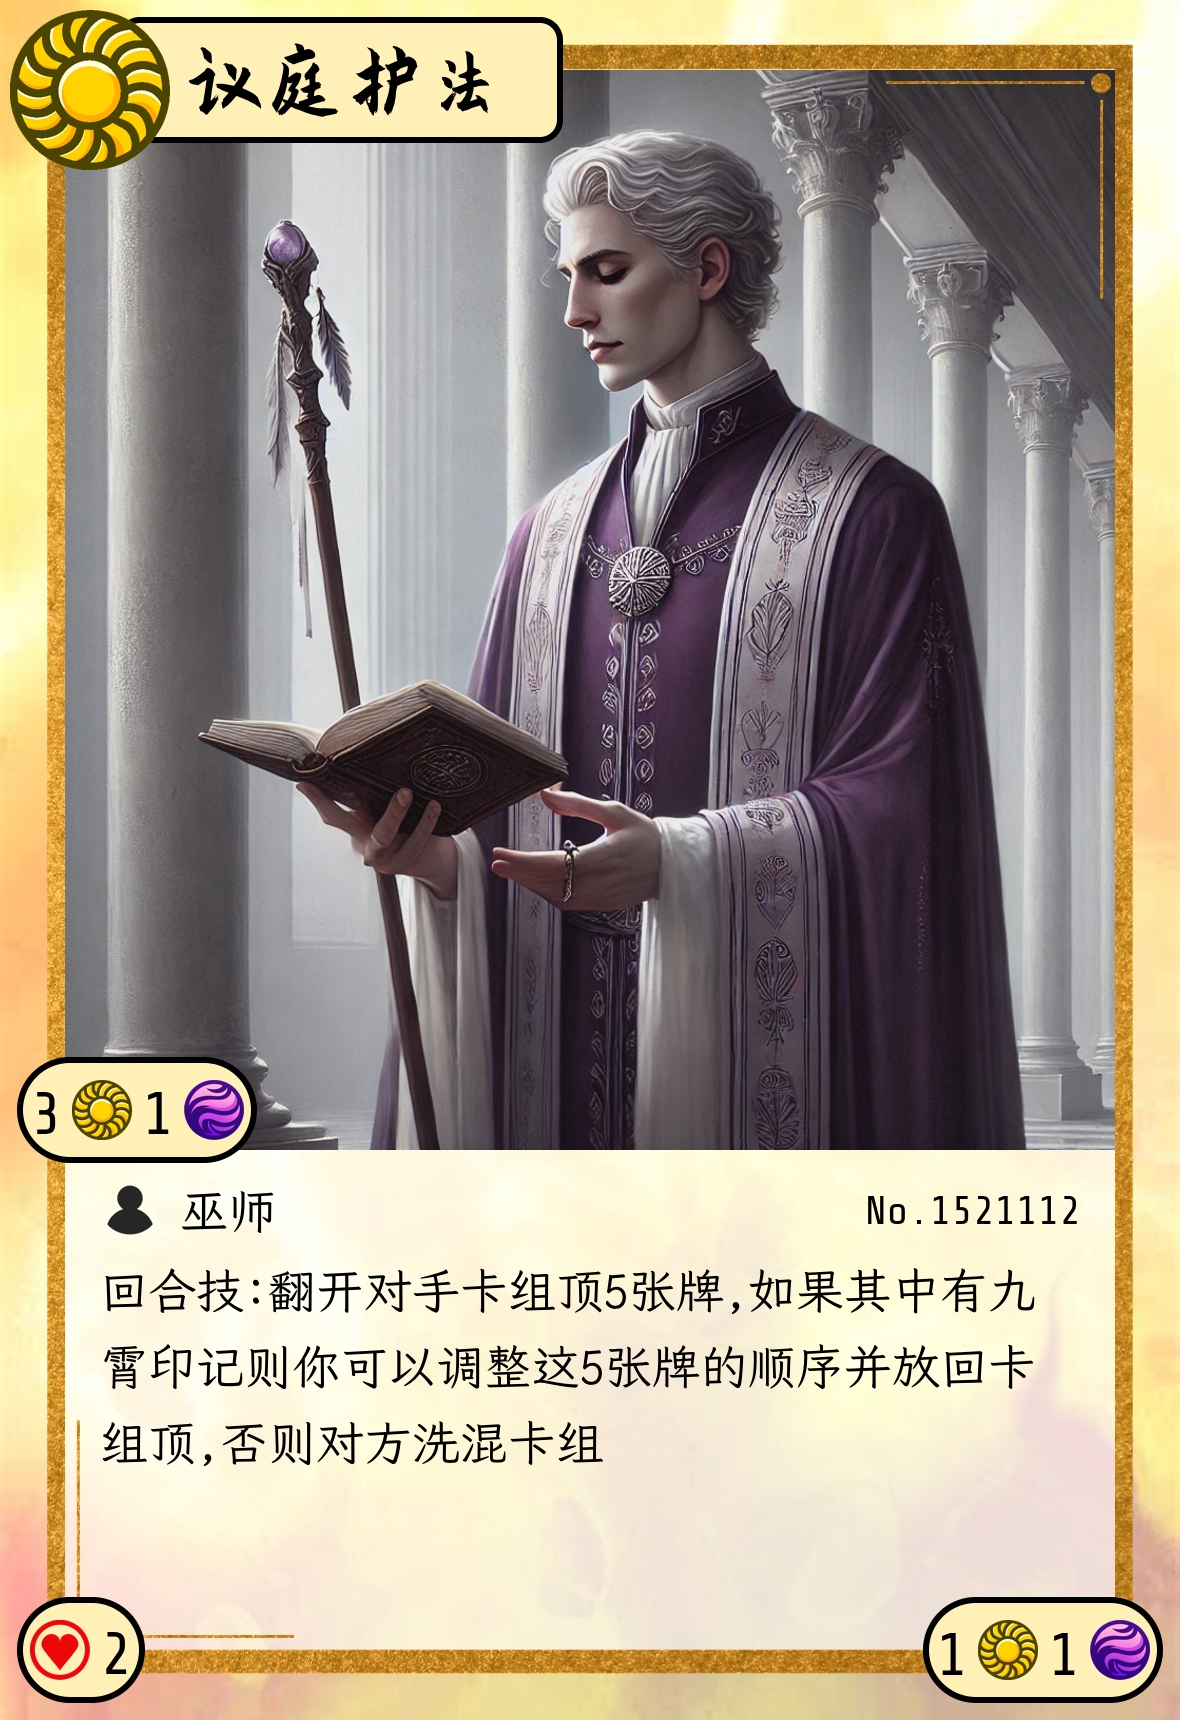 议庭护法
3 1
巫师
No.1521112
回合技:翻开对手卡组顶5张牌,如果其中有九
霄印记则你可以调整这5张牌的顺序并放回卡
组顶,否则对方洗混卡组
2
1 1